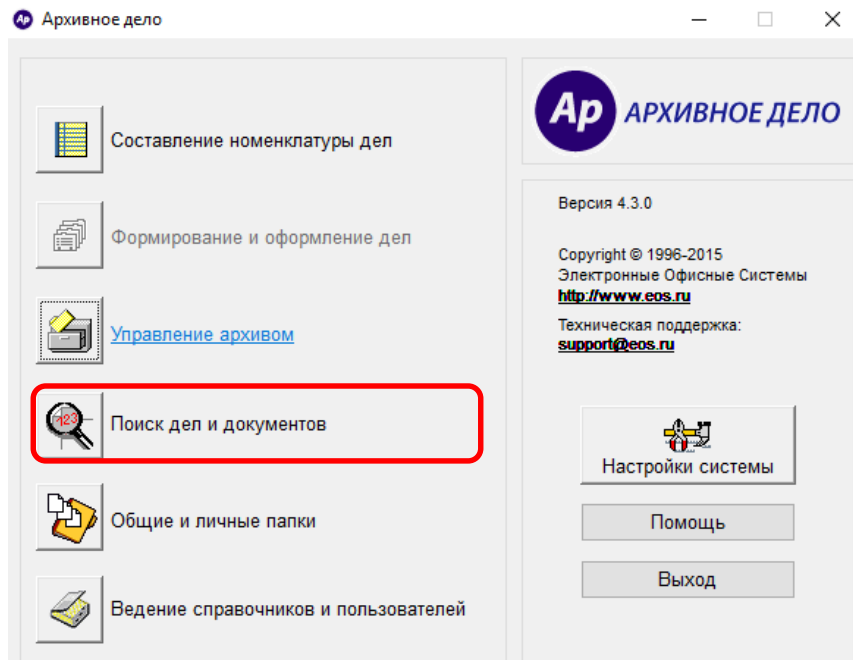 Ар Архивное дело
Составление номенклатуры дел
Формирование и оформление дел
Управление архивом
123
Поиск дел и документов
Общие и личные папки
Ведение справочников и пользователей
Ар АРХИВНОЕ ДЕЛО
Версия 4.3.0
Copyright © 1996-2015
Электронные Офисные Системы
http://www.eos.ru
Техническая поддержка:
support@eos.ru
Настройки системы
Помощь
Выход